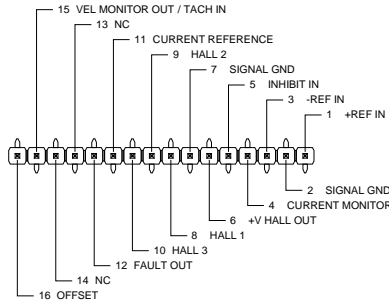 15 VEL MONITOR OUT / TACH IN
13 NC
11 CURRENT REFERENCE
9 HALL 2
7 SIGNAL GND
5 INHIBIT IN
3 -REF IN
1 +REF IN
2 SIGNAL GND
4 CURRENT MONITOR
6 +V HALL OUT
8 HALL 1
10 HALL 3
12 FAULT OUT
14 NC
16 OFFSET